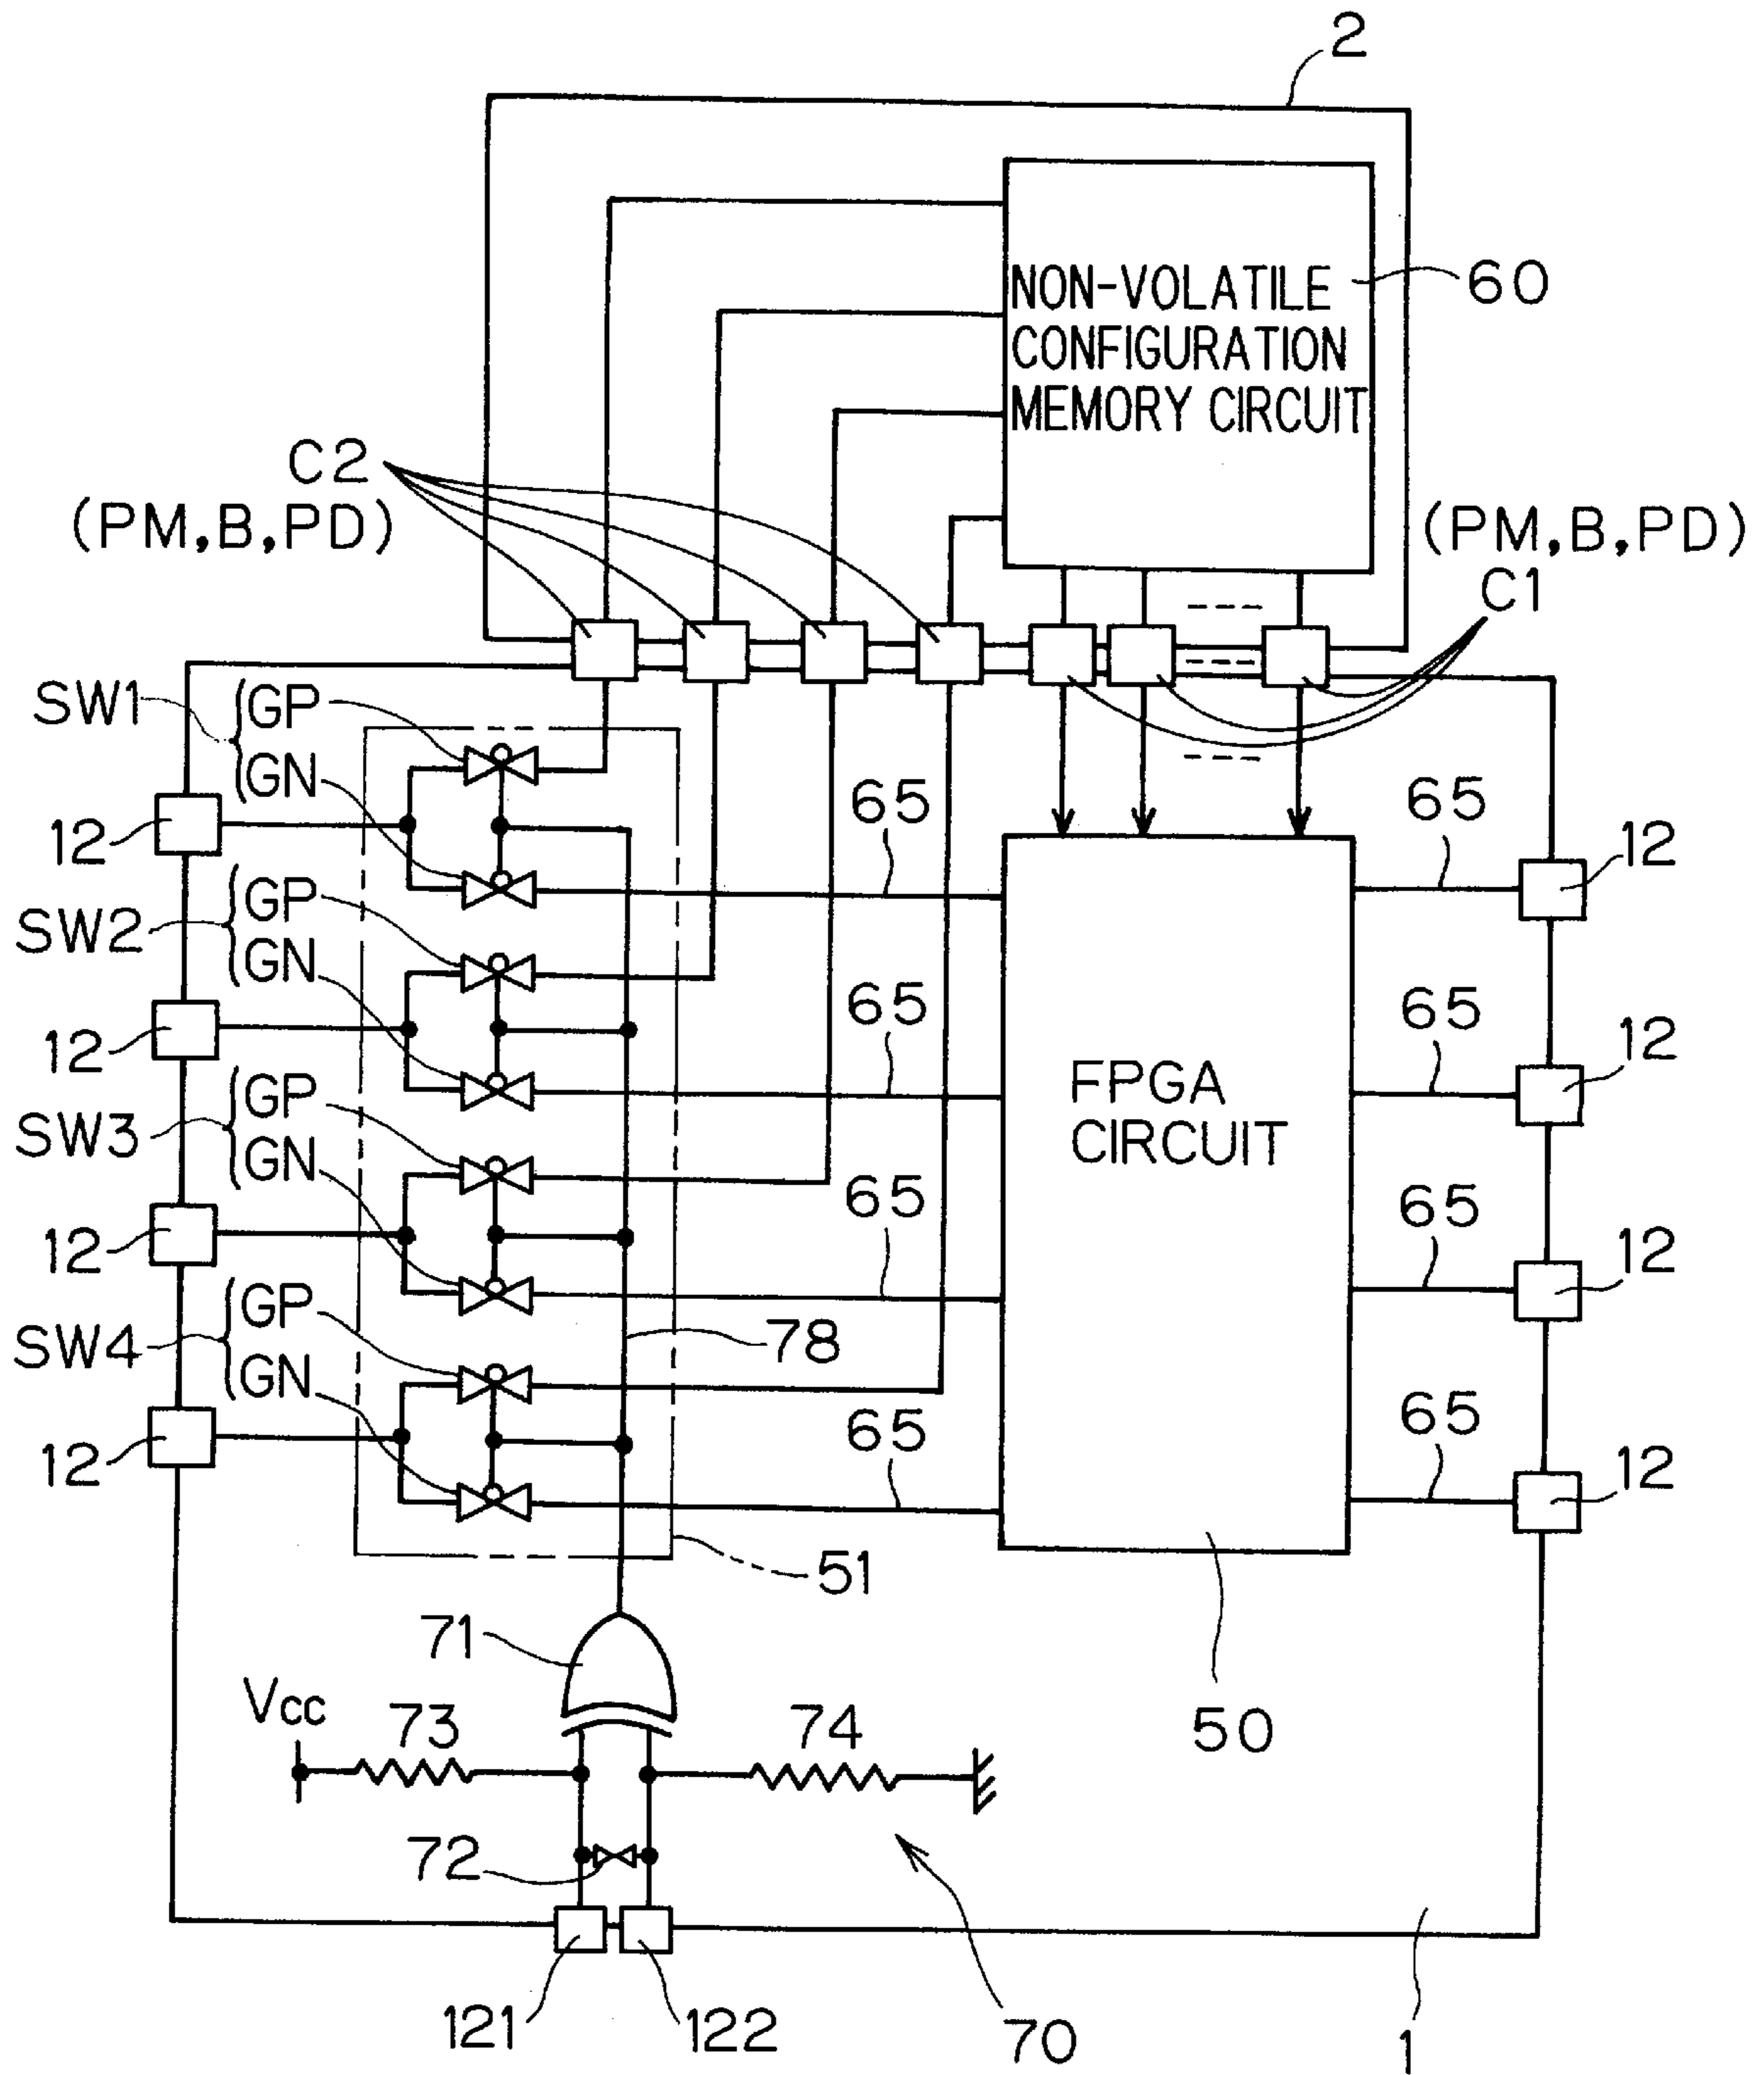 2
NON-VOLATILE
CONFIGURATION
MEMORY CIRCUIT
60
C2
(PM,B,PD)
(PM,B,PD)
C1
SW1
GP
GN
65
65
12
12
SW2
GP
GN
65
65
12
12
FPGA
CIRCUIT
SW3
GP
GN
65
65
12
12
SW4
GP
GN
78
65
65
12
12
51
71
Vcc
73
74
50
72
121
122
70
1